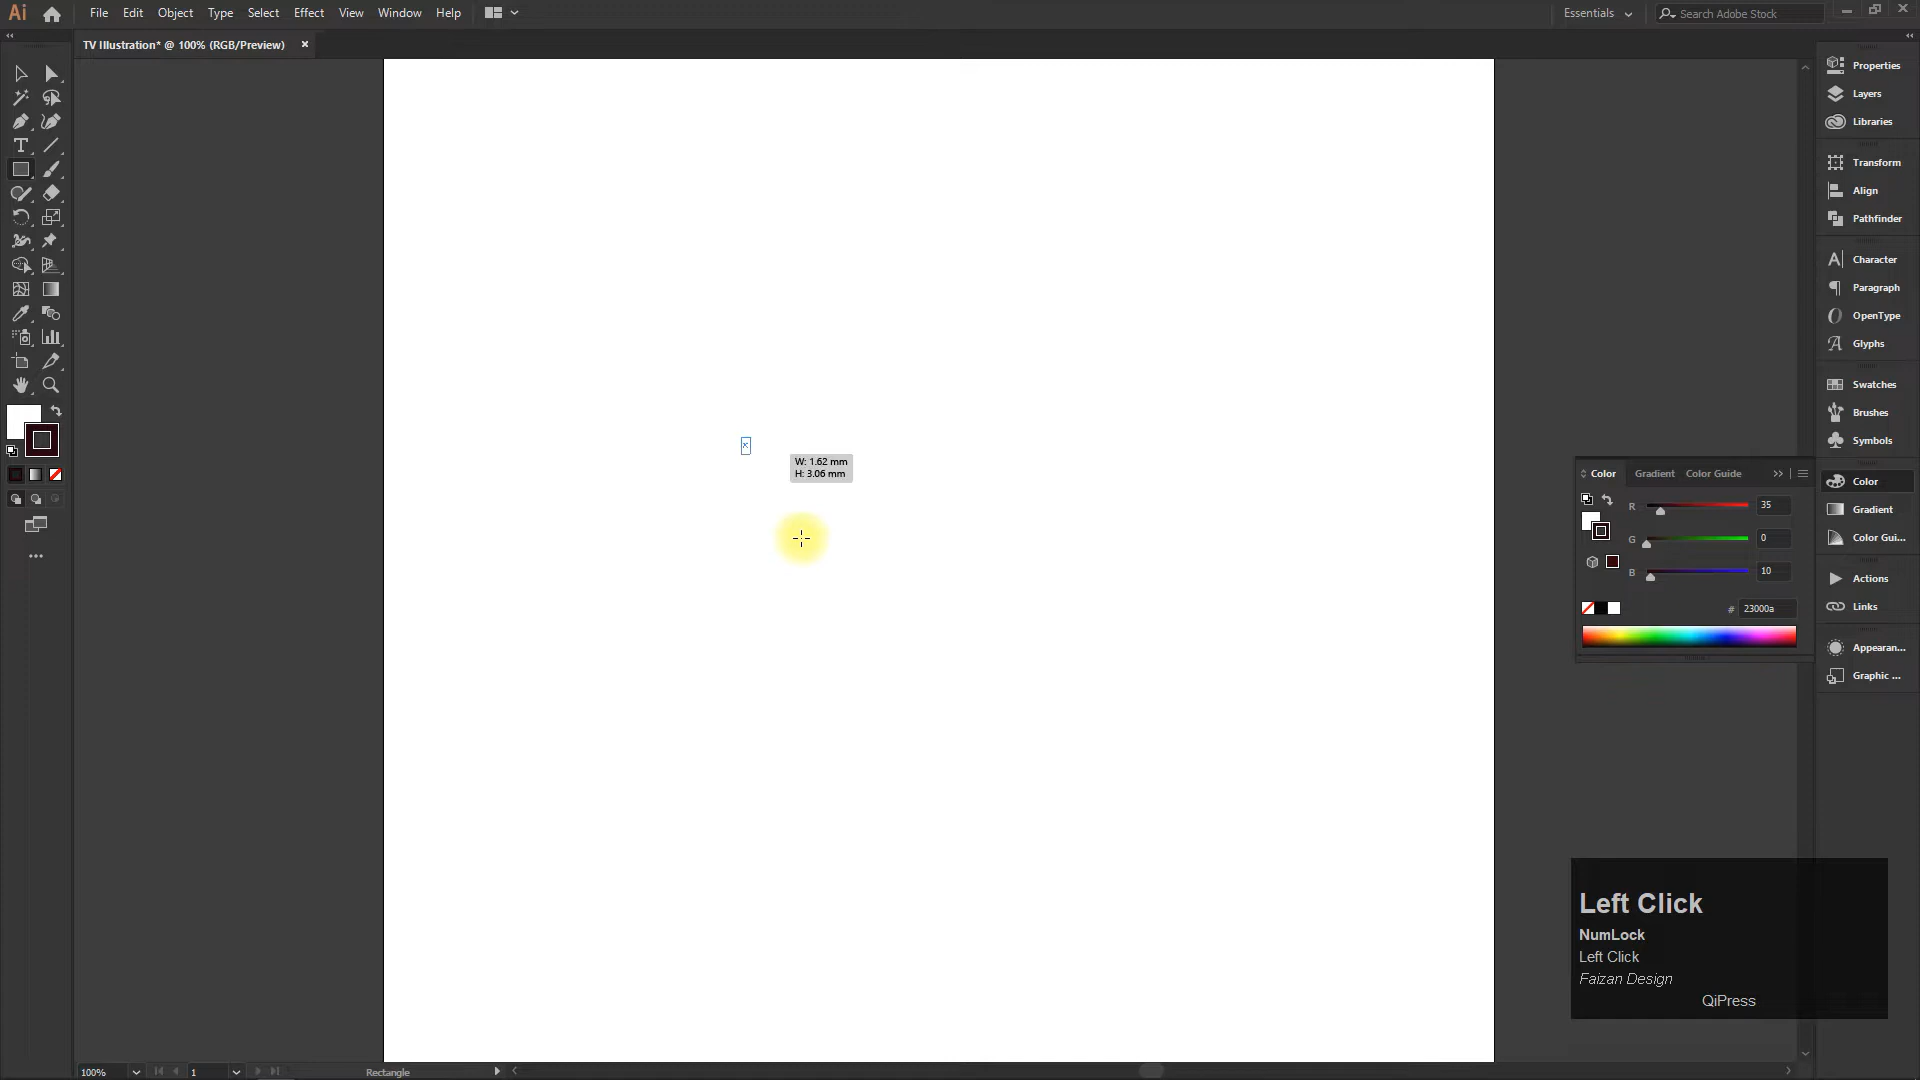 Ai File Edit Object Type Select Effect View Window Help Essentials Search Adobe Stock
TV Illustration* @ 100% (RGB/Preview) ×
Properties
Layers
Libraries
Transform
Align
Pathfinder
Character
Paragraph
OpenType
Glyphs
Swatches
Brushes
Symbols
Color
Gradient
Color Gui...
Actions
Links
Appearan...
Graphic ...
W: 1.62 mm
H: 3.06 mm
Color Gradient Color Guide
R 35
G 0
B 10
# 23000a
Left Click
NumLock
Left Click
Faizan Design
QiPress
100% 1 Rectangle